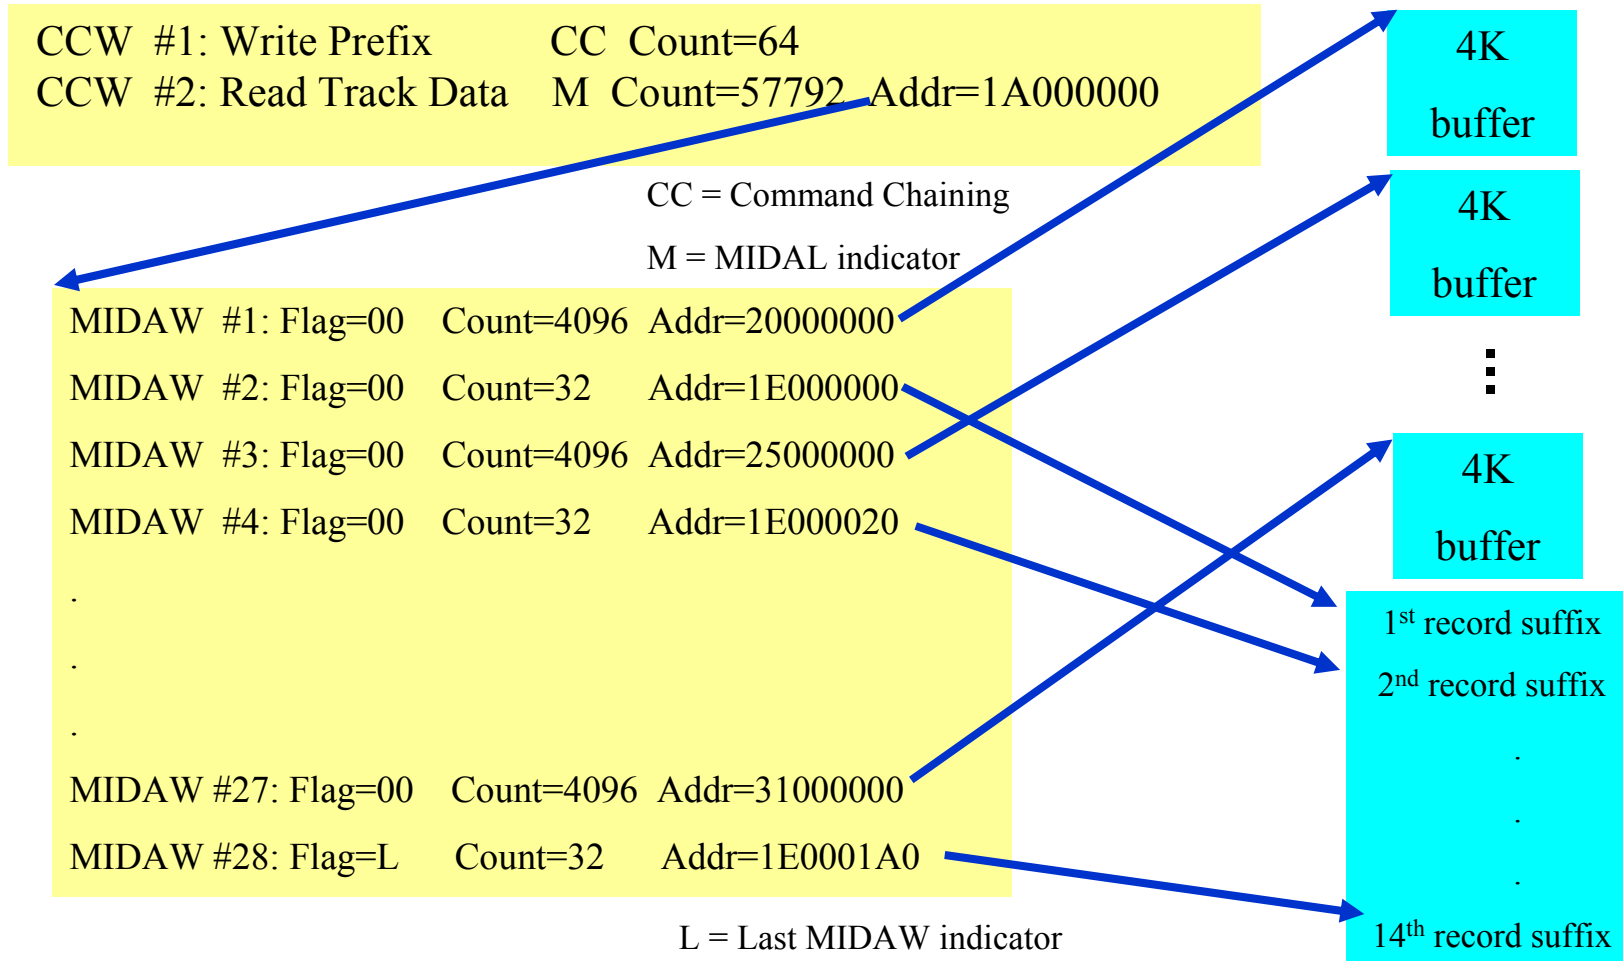 CCW #1: Write Prefix CC Count=64
CCW #2: Read Track Data M Count=57792 Addr=1A000000
CC = Command Chaining
M = MIDAL indicator
MIDAW #1: Flag=00 Count=4096 Addr=20000000
MIDAW #2: Flag=00 Count=32 Addr=1E000000
MIDAW #3: Flag=00 Count=4096 Addr=25000000
MIDAW #4: Flag=00 Count=32 Addr=1E000020
.
.
.
MIDAW #27: Flag=00 Count=4096 Addr=31000000
MIDAW #28: Flag=L Count=32 Addr=1E0001A0
L = Last MIDAW indicator
4K
buffer
4K
buffer
⋮
4K
buffer
1st record suffix
2nd record suffix
.
.
.
14th record suffix